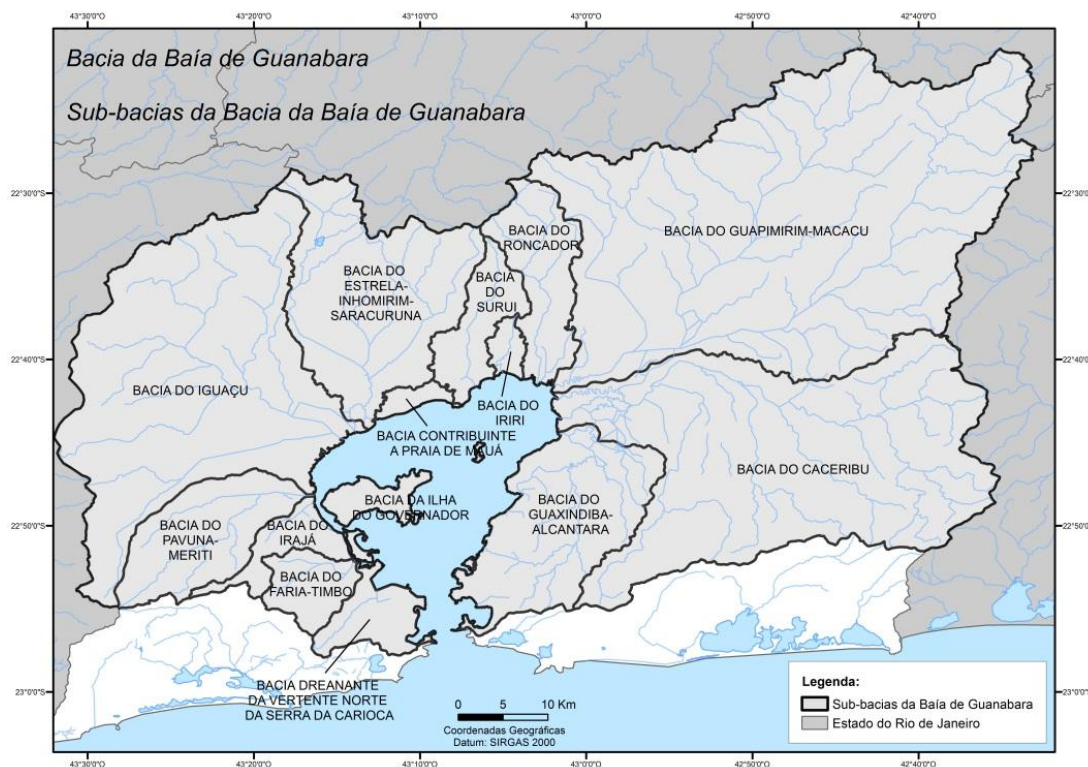 43°30'0"O 43°20'0"O 43°10'0"O 43°0'0"O 42°50'0"O 42°40'0"O
Bacia da Baía de Guanabara
Sub-bacias da Bacia da Baía de Guanabara
22°30'0"S 22°30'0"S
BACIA DO
RONCADOR
BACIA DO GUAPIMIRIM-MACACU
BACIA DO
ESTRELA-
INHOMIRIM-
SARACURUNA
BACIA
DO
SURUI
22°40'0"S 22°40'0"S
BACIA DO IGUAÇU
BACIA DO
IRIRI
BACIA CONTRIBUINTE
A PRAIA DE MAUÁ
BACIA DO CACERIBU
BACIA DA ILHA
DO GOVERNADOR
BACIA DO
GUAXINDIBA-
ALCANTARA
22°50'0"S 22°50'0"S
BACIA DO
PAVUNA-
MERITI
BACIA DO
IRAJÁ
BACIA DO
FARIA-TIMBO
BACIA DREANANTE
DA VERTENTE NORTE
DA SERRA DA CARIOCA
23°0'0"S 23°0'0"S
0 5 10 Km
Coordenadas Geográficas
Datum: SIRGAS 2000
Legenda:
Sub-bacias da Baía de Guanabara
Estado do Rio de Janeiro
43°30'0"O 43°20'0"O 43°10'0"O 43°0'0"O 42°50'0"O 42°40'0"O